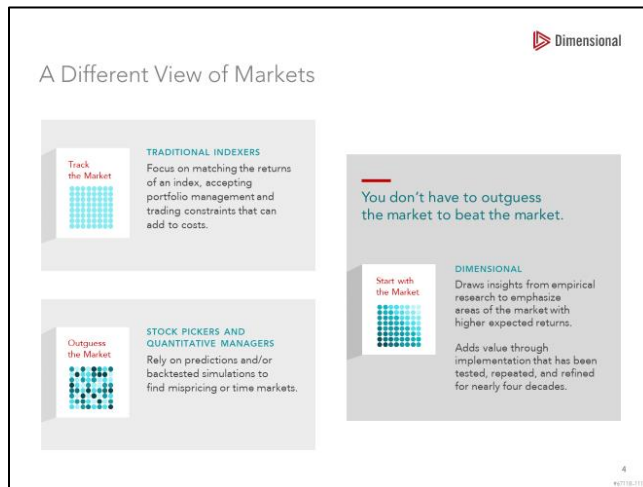 Dimensional
A Different View of Markets
Track
the Market
TRADITIONAL INDEXERS
Focus on matching the returns
of an index, accepting
portfolio management and
trading constraints that can
add to costs.
Outguess
the Market
STOCK PICKERS AND
QUANTITATIVE MANAGERS
Rely on predictions and/or
backtested simulations to
find mispricing or time markets.
You don't have to outguess
the market to beat the market.
Start with
the Market
DIMENSIONAL
Draws insights from empirical
research to emphasize
areas of the market with
higher expected returns.
Adds value through
implementation that has been
tested, repeated, and refined
for nearly four decades.
4